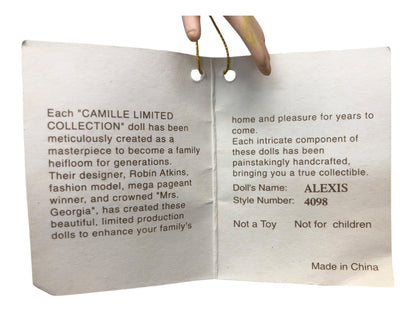 Each "CAMILLE LIMITED
COLLECTION" doll has been
meticulously created as a
masterpiece to become a family
heifloom for generations.
Their designer, Robin Atkins,
fashion model, mega pageant
winner, and crowned "Mrs.
Georgia", has created these
beautiful, limited production
dolls to enhance your family's
home and pleasure for years to
come.
Each intricate component of
these dolls has been
painstakingly handcrafted,
bringing you a true collectible.
Doll's Name: ALEXIS
Style Number: 4098
Not a Toy Not for children
Made in China